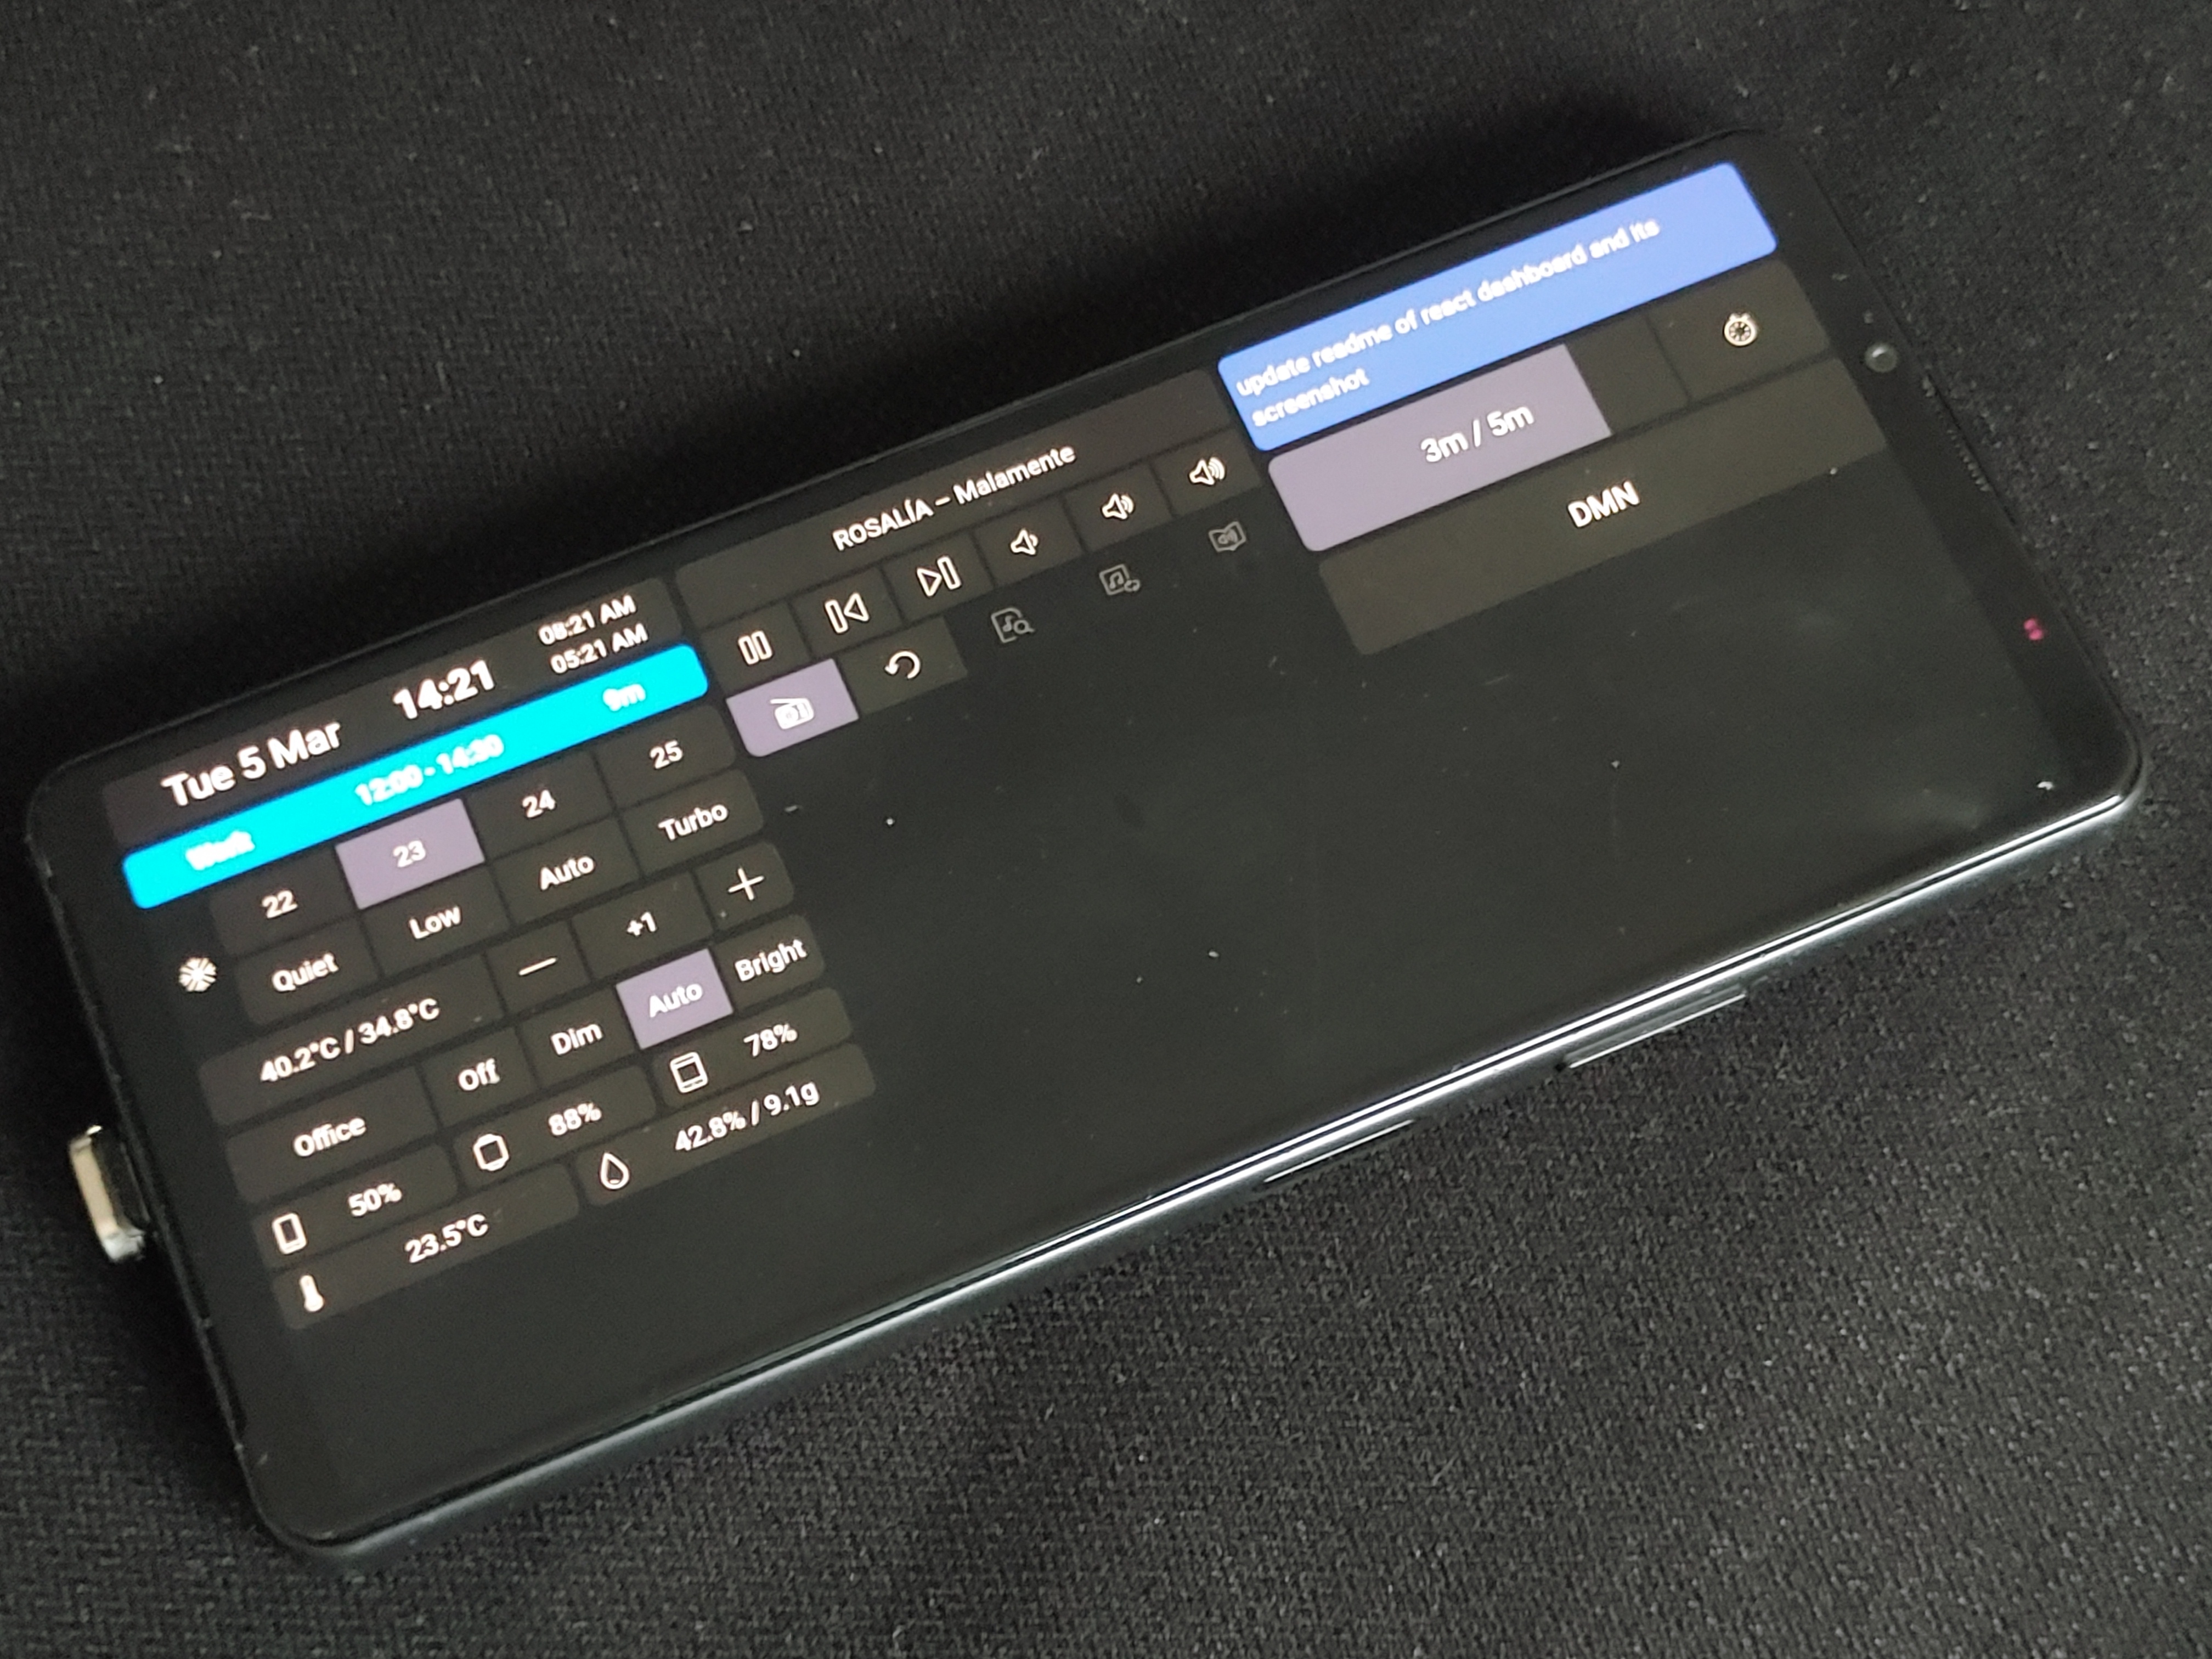 Tue 5 Mar 14:21 08:21 AM
05:21 AM
Work 12:00 - 14:30 9m
22 23 24 25
Quiet Low Auto Turbo
40.2°C / 34.8°C +1
Office Off Dim Auto Bright
50% 88% 78%
23.5°C 42.8% / 9.1g
ROSALÍA – Malamente
update readme of react dashboard and its
screenshot
3m / 5m
DMN